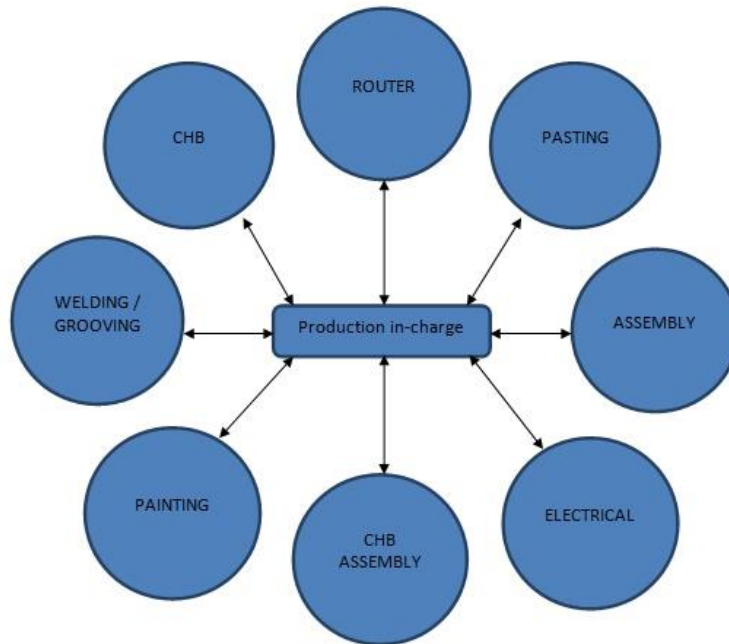 ROUTER
CHB
PASTING
WELDING /
GROOVING
Production in-charge
ASSEMBLY
PAINTING
CHB
ASSEMBLY
ELECTRICAL